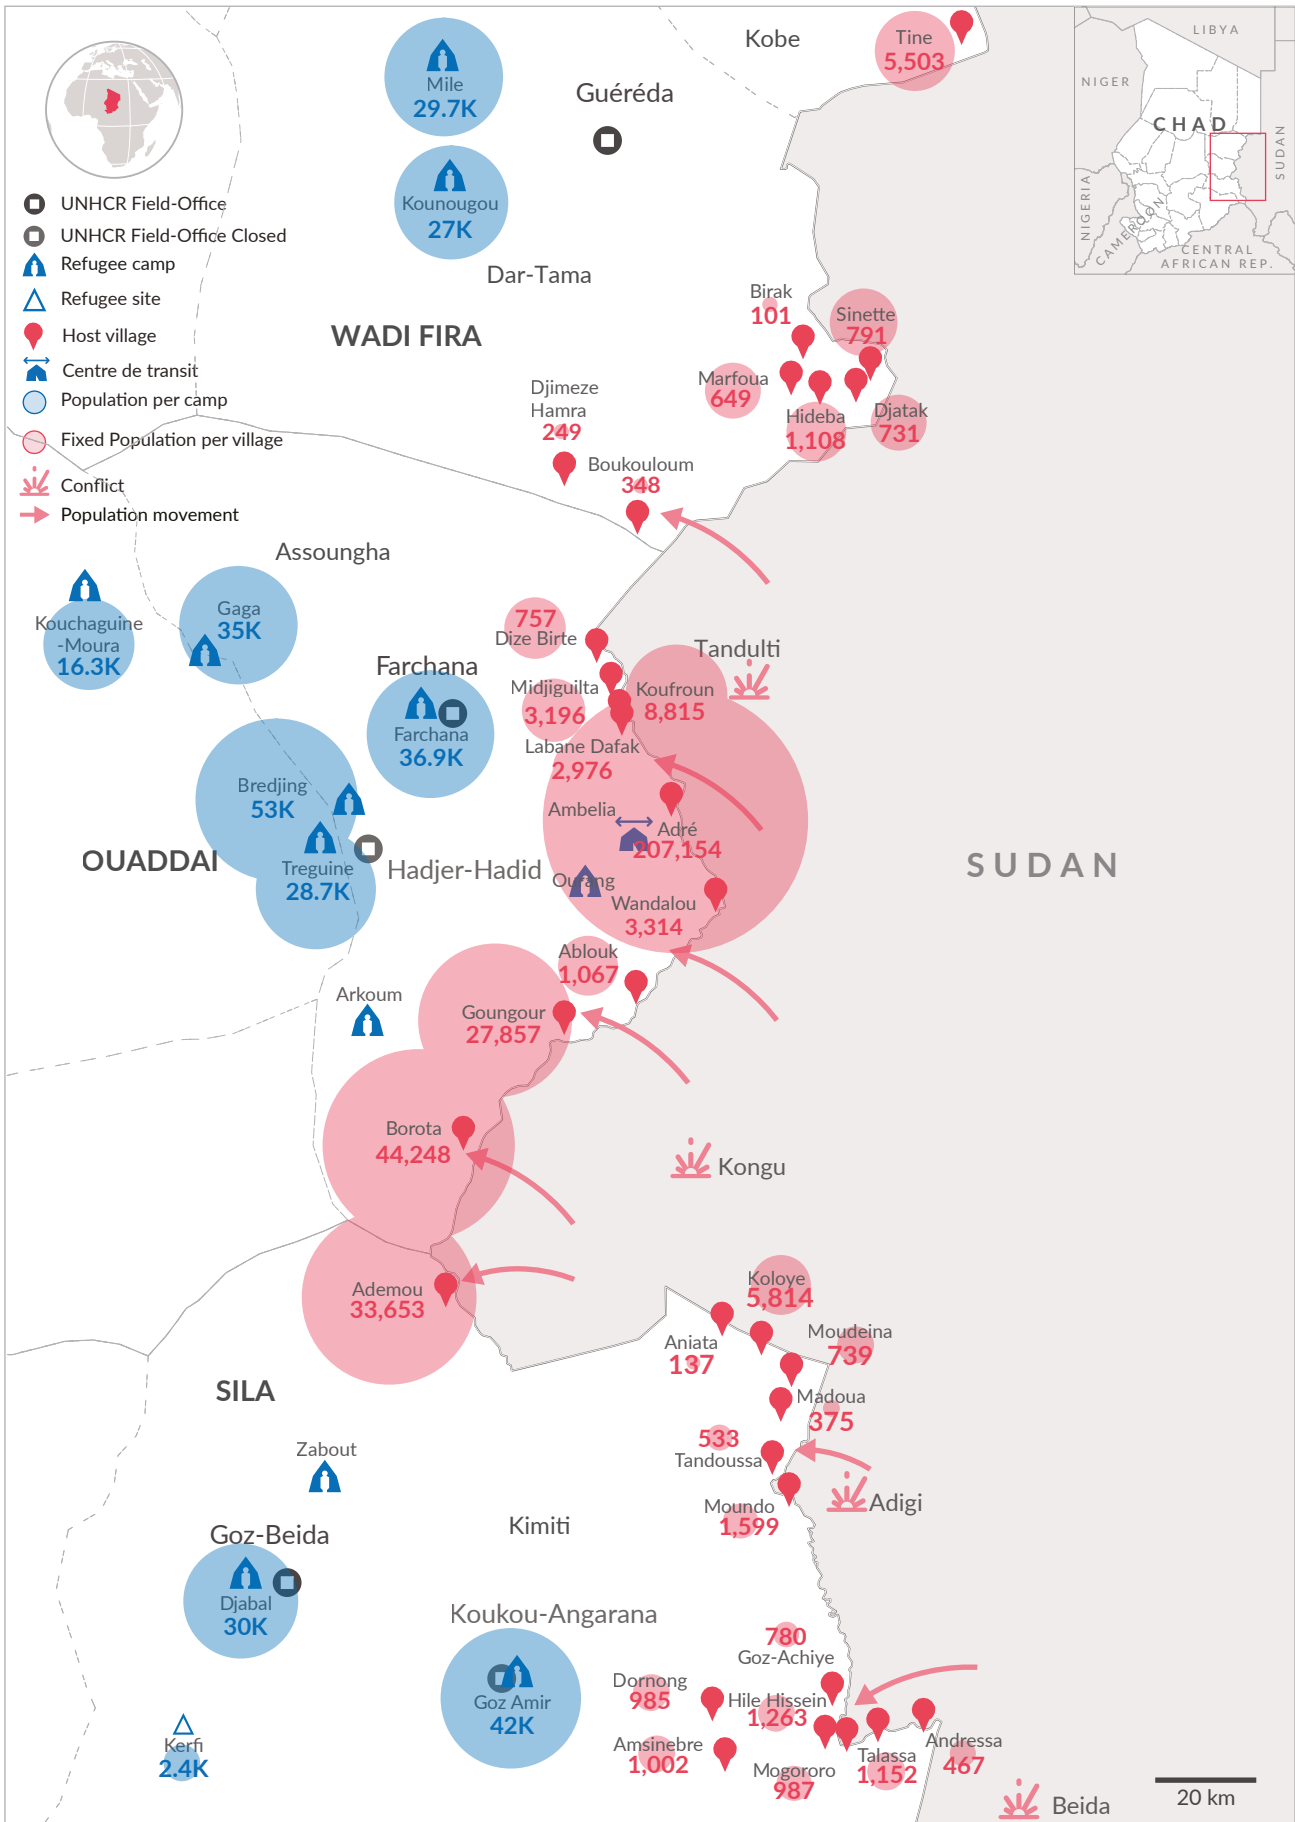 Kobe
Tine
5,503
LIBYA
NIGER
CHAD
SUDAN
NIGERIA
CAMEROON
CENTRAL
AFRICAN REP.
Mile
29.7K
Guéréda
Kounougou
27K
UNHCR Field-Office
UNHCR Field-Office Closed
Refugee camp
Refugee site
Host village
Centre de transit
Population per camp
Fixed Population per village
Conflict
Population movement
Dar-Tama
WADI FIRA
Birak
101
Sinette
791
Marfoua
649
Hideba
1,108
Djatak
731
Djimeze
Hamra
249
Boukouloum
348
Assoungha
Kouchaguine
-Moura
16.3K
Gaga
35K
757
Dize Birte
Tandulti
Farchana
Farchana
36.9K
Midjiguilta
3,196
Koufroun
8,815
Labane Dafak
2,976
Bredjing
53K
Ambelia
Adré
207,154
OUADDAI
Treguine
28.7K
Hadjer-Hadid
Ourang
Wandalou
3,314
SUDAN
Ablouk
1,067
Arkoum
Goungour
27,857
Borota
44,248
Kongu
Ademou
33,653
Koloye
5,814
Aniata
137
Moudeina
739
SILA
Madoua
375
533
Tandoussa
Zabout
Adigi
Moundo
1,599
Kimiti
Goz-Beida
Djabal
30K
Koukou-Angarana
Goz Amir
42K
780
Goz-Achiye
Dornong
985
Hile Hissein
1,263
Kerfi
2.4K
Amsinebre
1,002
Mogororo
987
Talassa
1,152
Andressa
467
Beida
20 km